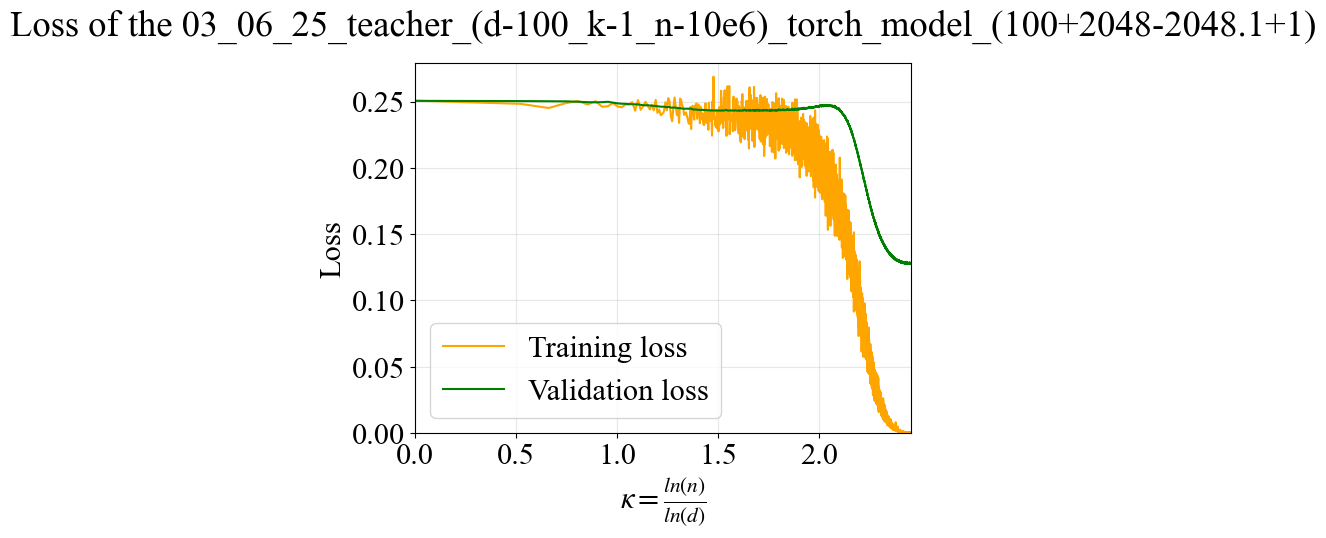 Loss of the 03_06_25_teacher_(d-100_k-1_n-10e6)_torch_model_(100+2048-2048.1+1)
0.25
0.20
0.15
0.10
0.05
0.00
Loss
Training loss
Validation loss
0.0 0.5 1.0 1.5 2.0
κ = ln(n)/ln(d)